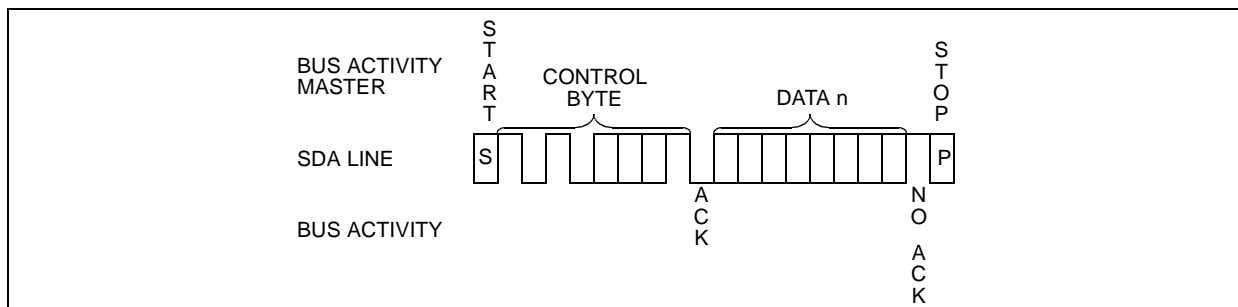 START
BUS ACTIVITY
MASTER
CONTROL
BYTE
DATA n
STOP
SDA LINE
S
P
BUS ACTIVITY
ACK
NO ACK